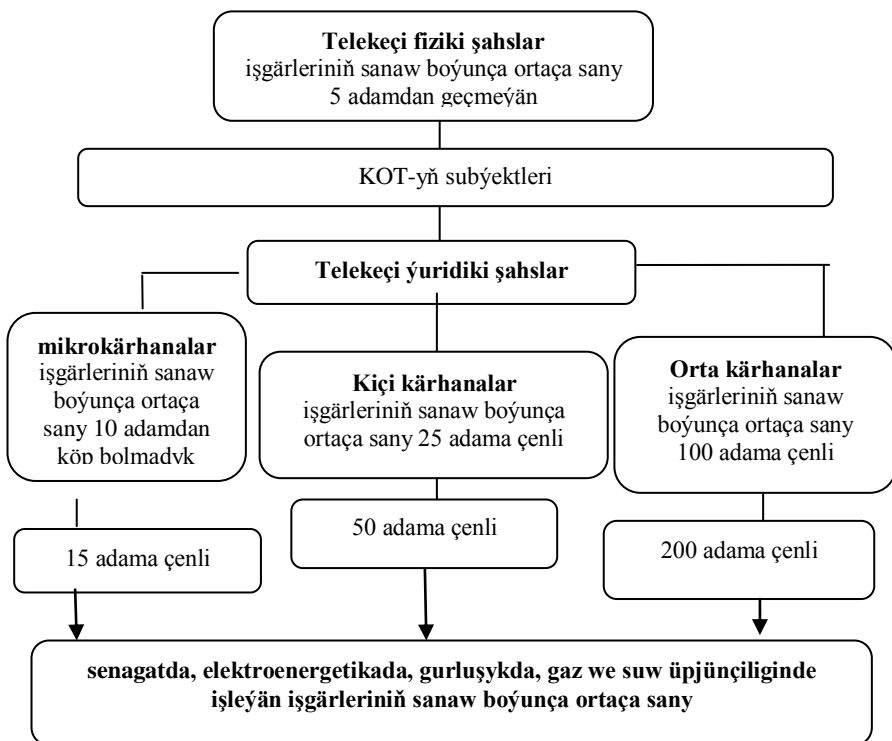 Telekeçi fiziki şahslar
işgärleriniň sanaw boýunça ortaça sany
5 adamdan geçmeýän
KOT-yň subýektleri
Telekeçi ýuridiki şahslar
mikrokärhanalar
işgärleriniň sanaw
boýunça ortaça
sany 10 adamdan
köp bolmadyk
Kiçi kärhanalar
işgärleriniň sanaw boýunça
ortaça sany 25 adama çenli
Orta kärhanalar
işgärleriniň sanaw
boýunça ortaça sany
100 adama çenli
15 adama çenli
50 adama çenli
200 adama çenli
senagatda, elektroenergetikada, gurluşykda, gaz we suw üpjünçiliginde
işleýän işgärleriniň sanaw boýunça ortaça sany